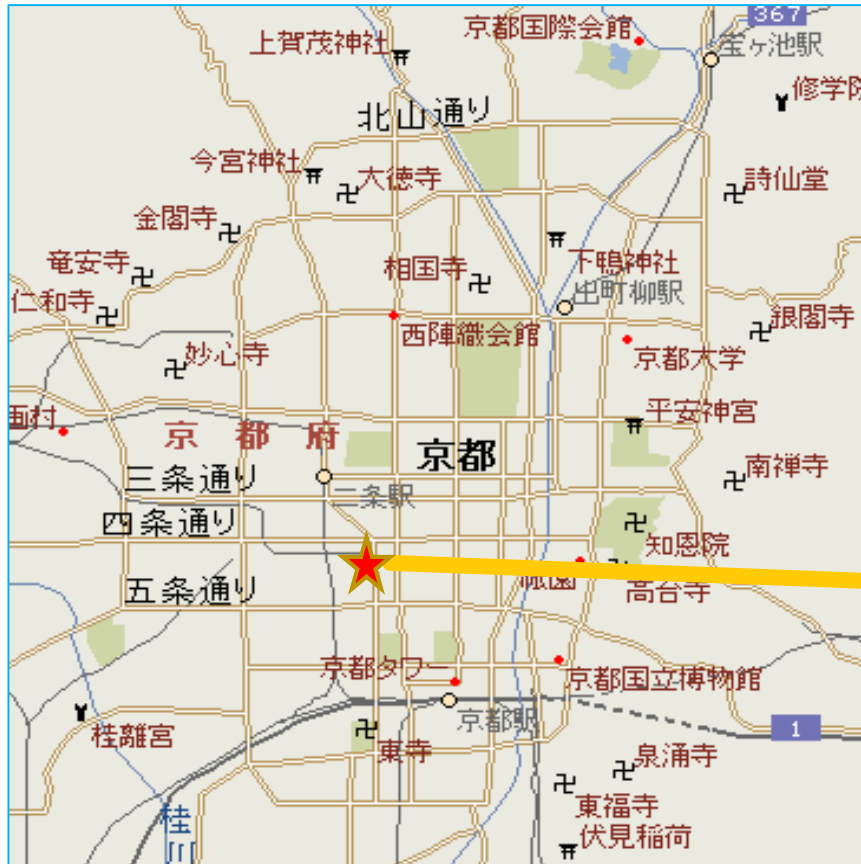 367
京都国際会館
上賀茂神社
宝ヶ池駅
修学院
北山通り
今宮神社
大徳寺
詩仙堂
金閣寺
下鴨神社
竜安寺
相国寺
出町柳駅
仁和寺
西陣織会館
銀閣寺
京都大学
妙心寺
平安神宮
画村
京都府
京都
南禅寺
三条通り
二条駅
四条通り
知恩院
五条通り
高台寺
京都タワー
京都国立博物館
京都駅
桂離宮
1
東寺
泉涌寺
東福寺
桂川
伏見稲荷